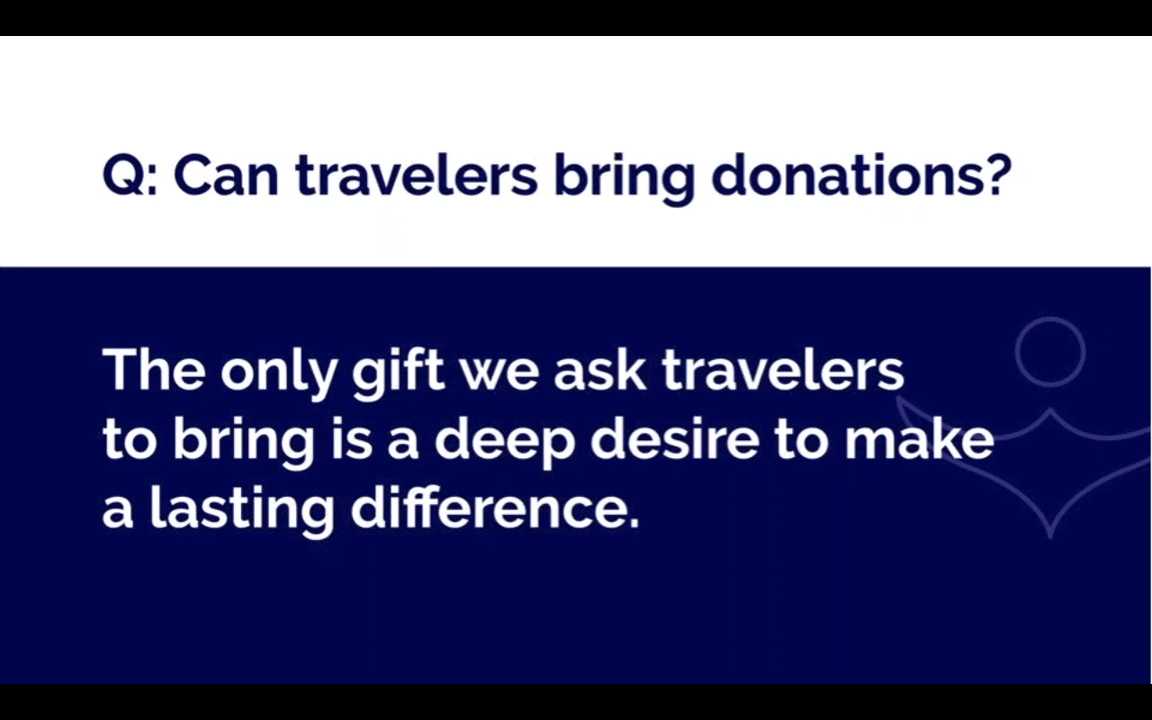 Q: Can travelers bring donations?
The only gift we ask travelers
to bring is a deep desire to make
a lasting difference.